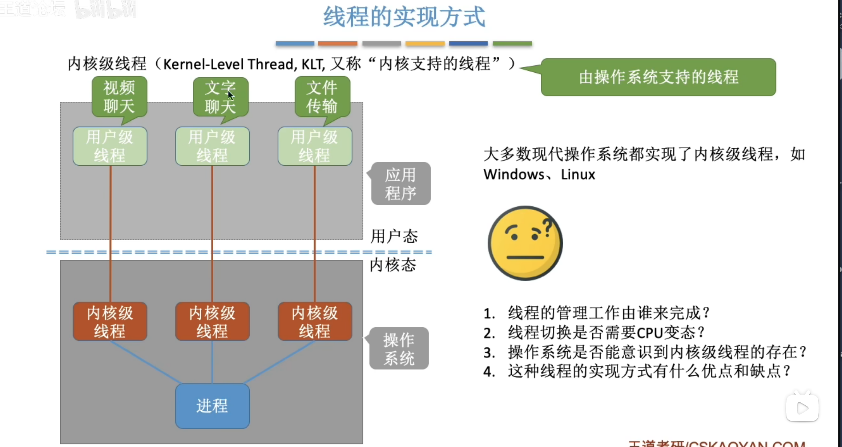 bilibili
线程的实现方式
内核级线程（Kernel-Level Thread, KLT, 又称“内核支持的线程”）
由操作系统支持的线程
视频
聊天
文字
聊天
文件
传输
用户级
线程
用户级
线程
用户级
线程
应用
程序
大多数现代操作系统都实现了内核级线程，如
Windows、Linux
用户态
内核态
内核级
线程
内核级
线程
内核级
线程
操作
系统
进程
1. 线程的管理工作由谁来完成？
2. 线程切换是否需要CPU变态？
3. 操作系统是否能意识到内核级线程的存在？
4. 这种线程的实现方式有什么优点和缺点？
王道考研/CSKAOYAN.COM